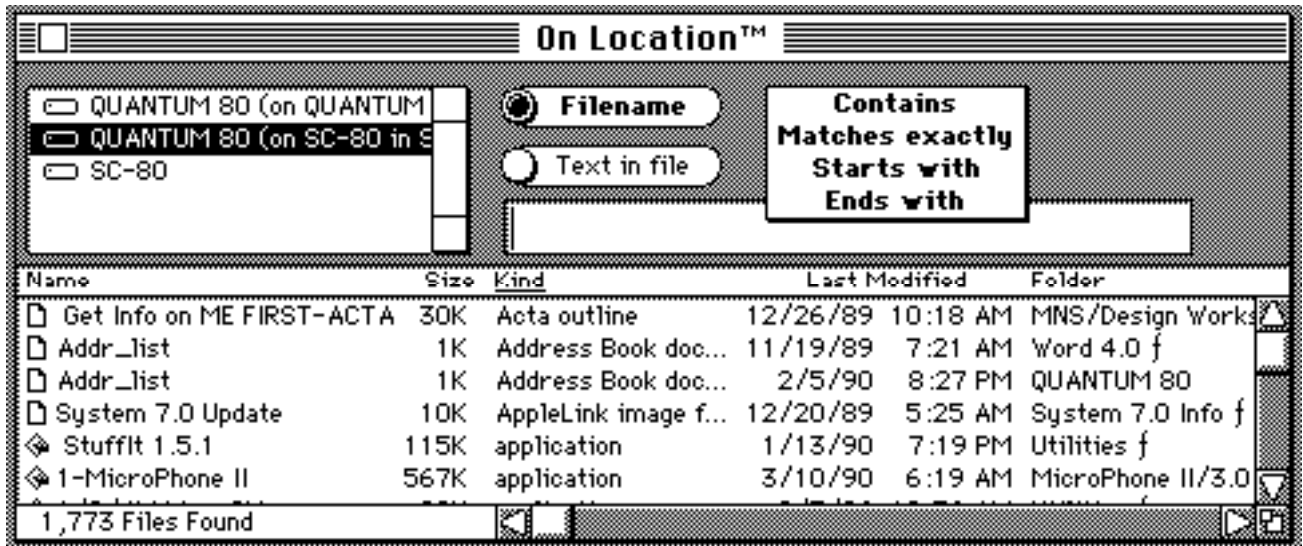 On Location™
QUANTUM 80 (on QUANTUM
QUANTUM 80 (on SC-80 in S
SC-80
Filename
Text in file
Contains
Matches exactly
Starts with
Ends with
Name Size Kind Last Modified Folder
Get Info on ME FIRST-ACTA 30K Acta outline 12/26/89 10:18 AM MNS/Design Works
Addr_list 1K Address Book doc... 11/19/89 7:21 AM Word 4.0 ƒ
Addr_list 1K Address Book doc... 2/5/90 8:27 PM QUANTUM 80
System 7.0 Update 10K AppleLink image f... 12/20/89 5:25 AM System 7.0 Info ƒ
StuffIt 1.5.1 115K application 1/13/90 7:19 PM Utilities ƒ
1-MicroPhone II 567K application 3/10/90 6:19 AM MicroPhone II/3.0
1,773 Files Found